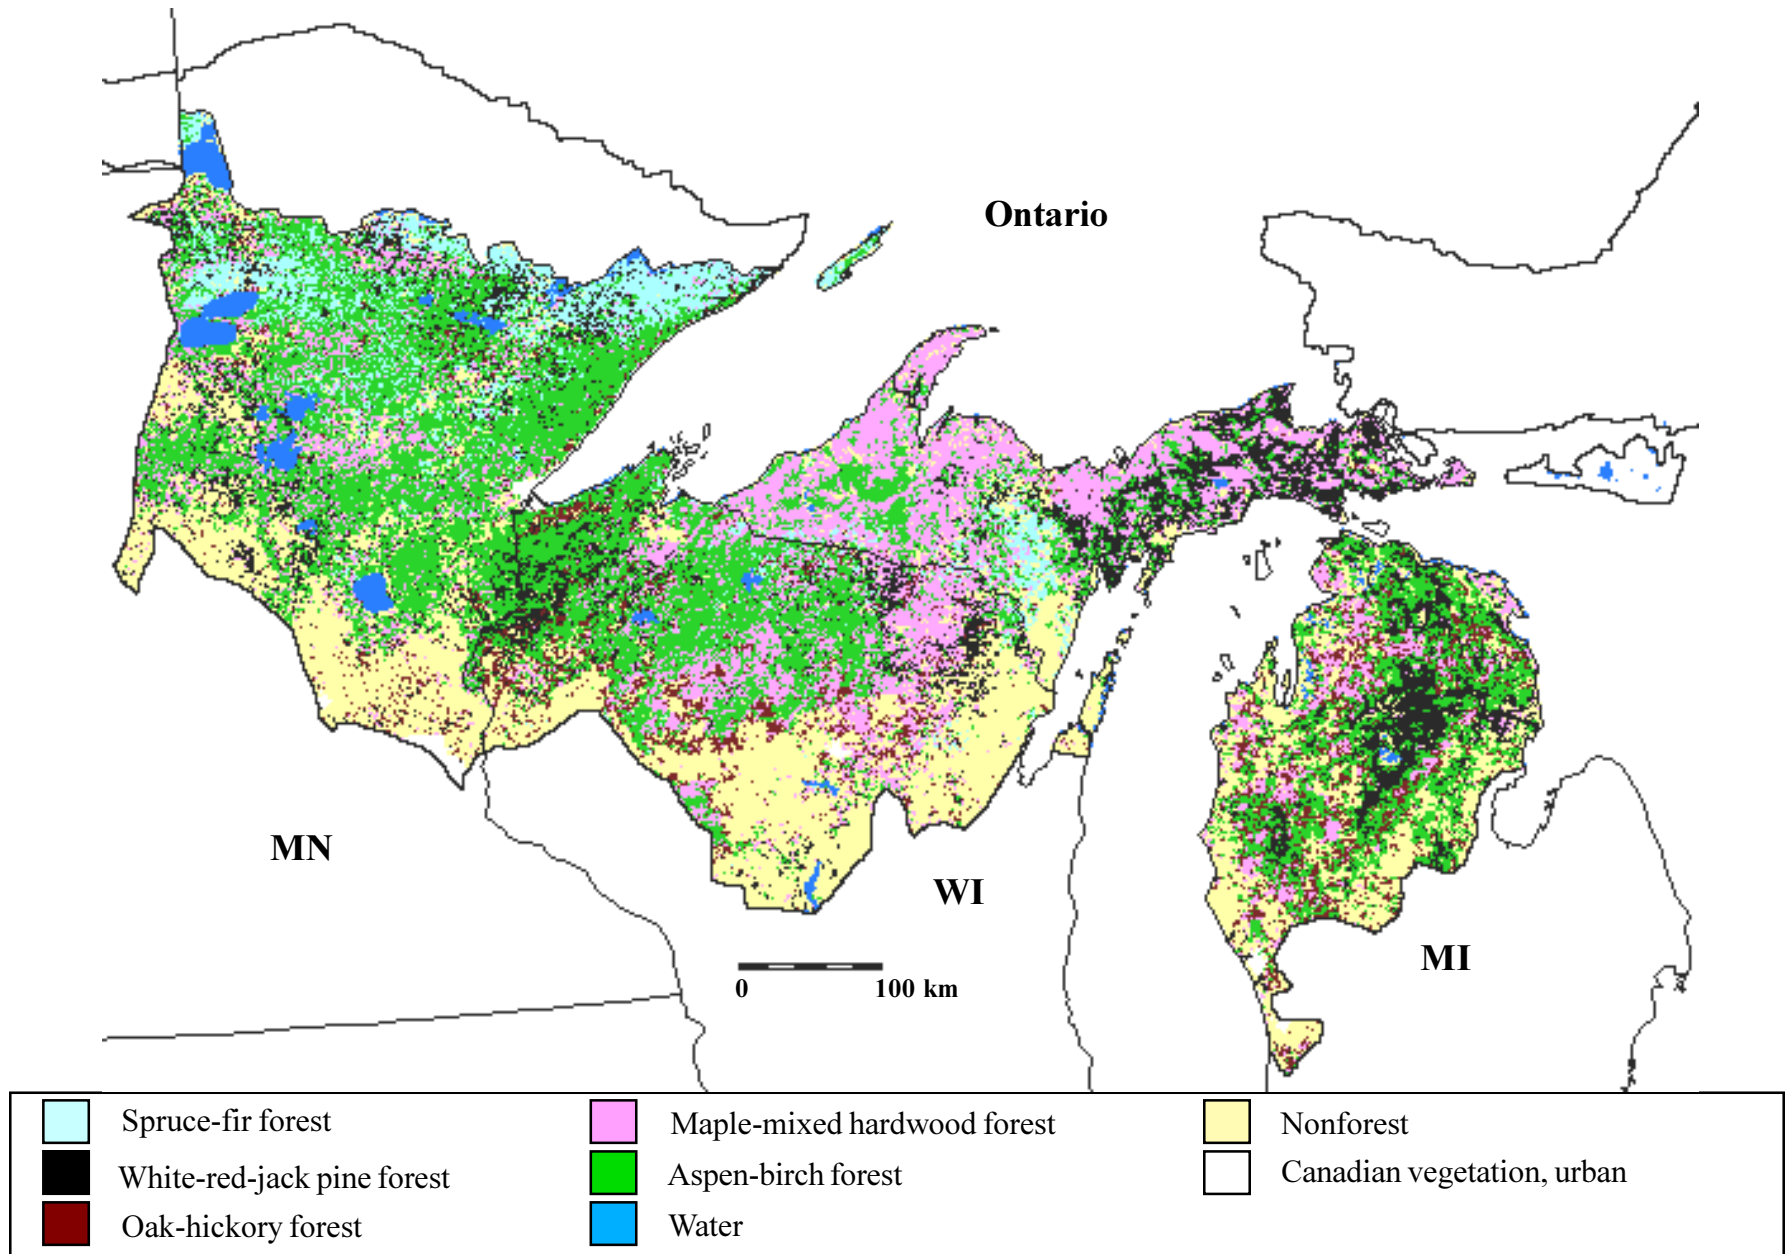 Ontario
MN
WI
MI
0 100 km
Spruce-fir forest
Maple-mixed hardwood forest
Nonforest
White-red-jack pine forest
Aspen-birch forest
Canadian vegetation, urban
Oak-hickory forest
Water